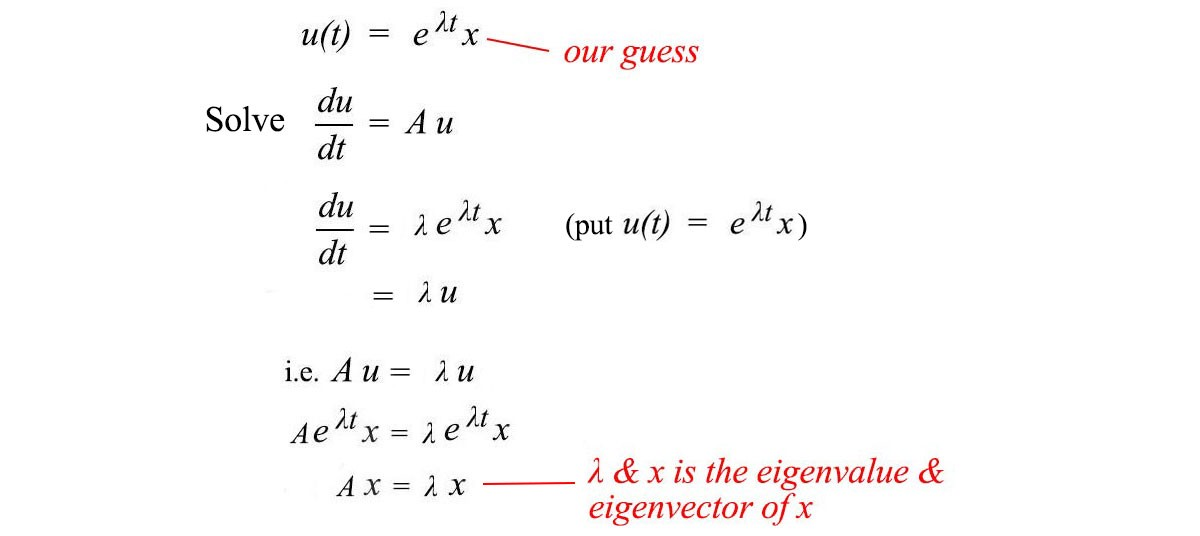 u(t) = e^{λt} x
our guess
Solve du/dt = A u
du/dt = λ e^{λt} x (put u(t) = e^{λt} x)
= λ u
i.e. A u = λ u
A e^{λt} x = λ e^{λt} x
A x = λ x
λ & x is the eigenvalue &
eigenvector of x